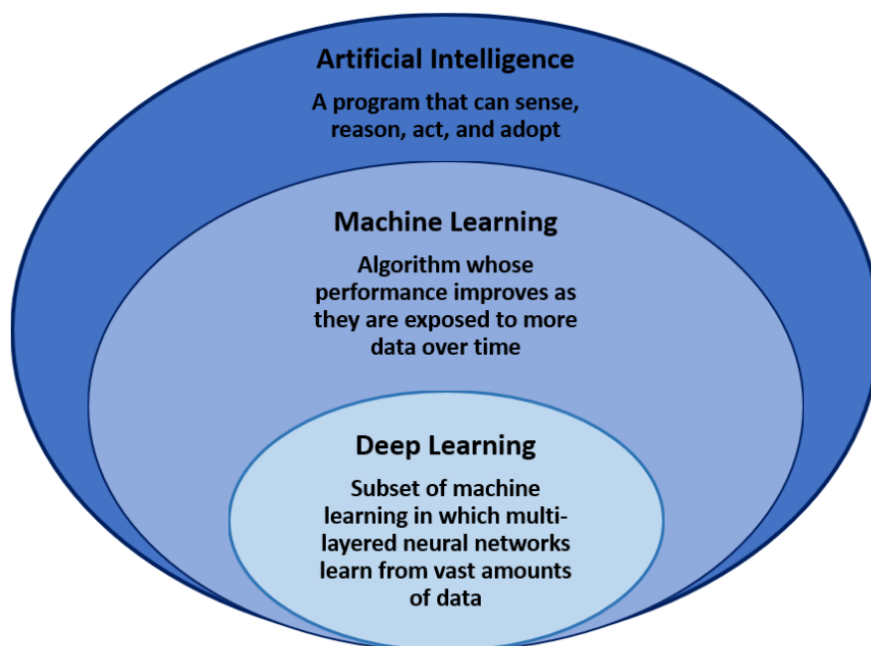 Artificial Intelligence
A program that can sense,
reason, act, and adopt
Machine Learning
Algorithm whose
performance improves as
they are exposed to more
data over time
Deep Learning
Subset of machine
learning in which multi-
layered neural networks
learn from vast amounts
of data